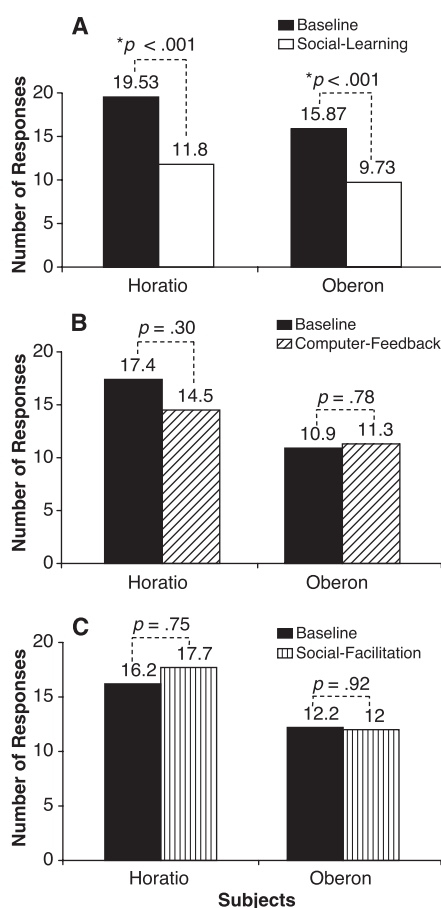 A
Baseline
Social-Learning
*p < .001
19.53
11.8
*p < .001
15.87
9.73
Number of Responses
20
15
10
5
0
Horatio Oberon
B
Baseline
Computer-Feedback
p = .30
17.4
14.5
p = .78
10.9 11.3
Number of Responses
20
15
10
5
0
Horatio Oberon
C
Baseline
Social-Facilitation
p = .75
16.2 17.7
p = .92
12.2 12
Number of Responses
20
15
10
5
0
Horatio Oberon
Subjects